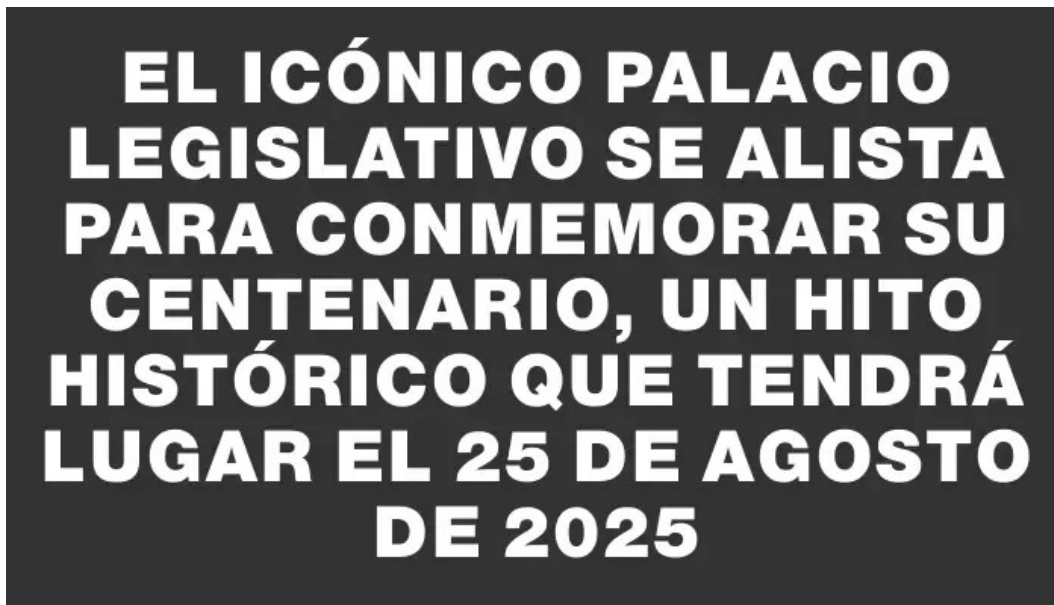 EL ICÓNICO PALACIO
LEGISLATIVO SE ALISTA
PARA CONMEMORAR SU
CENTENARIO, UN HITO
HISTÓRICO QUE TENDRÁ
LUGAR EL 25 DE AGOSTO
DE 2025